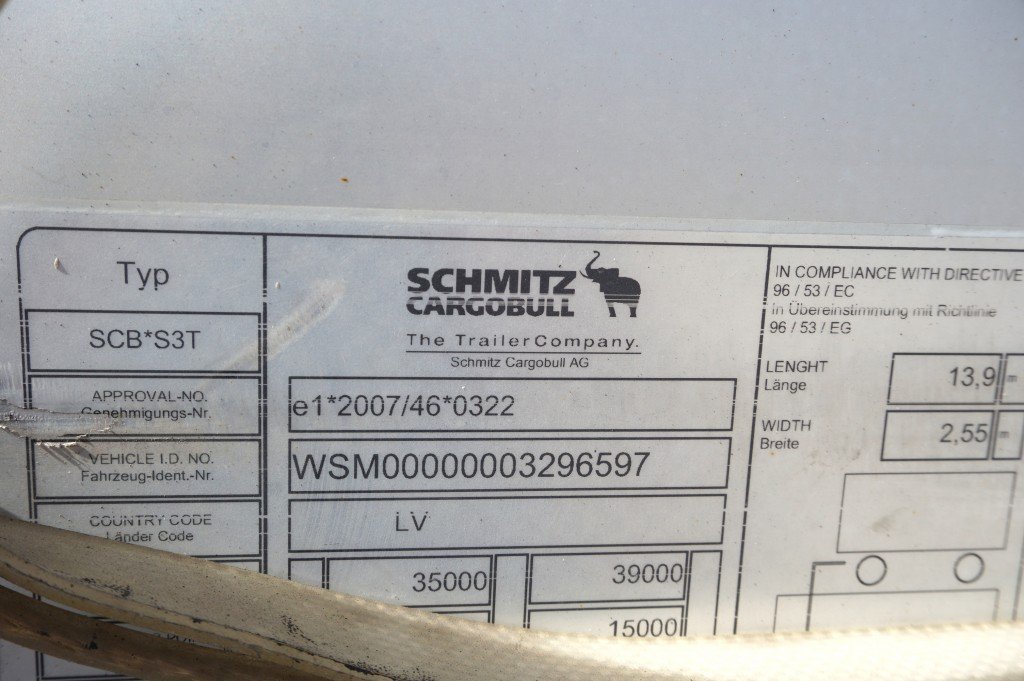 Typ
SCB*S3T
APPROVAL-NO.
Genehmigungs-Nr.
VEHICLE I.D. NO.
Fahrzeug-Ident.-Nr.
COUNTRY CODE
Länder Code
SCHMITZ
CARGOBULL
The TrailerCompany.
Schmitz Cargobull AG
e1*2007/46*0322
WSM00000003296597
LV
35000 39000
15000
IN COMPLIANCE WITH DIRECTIVE
96 / 53 / EC
in Übereinstimmung mit Richtlinie
96 / 53 / EG
LENGHT
Länge
13,9 m
WIDTH
Breite
2,55 m